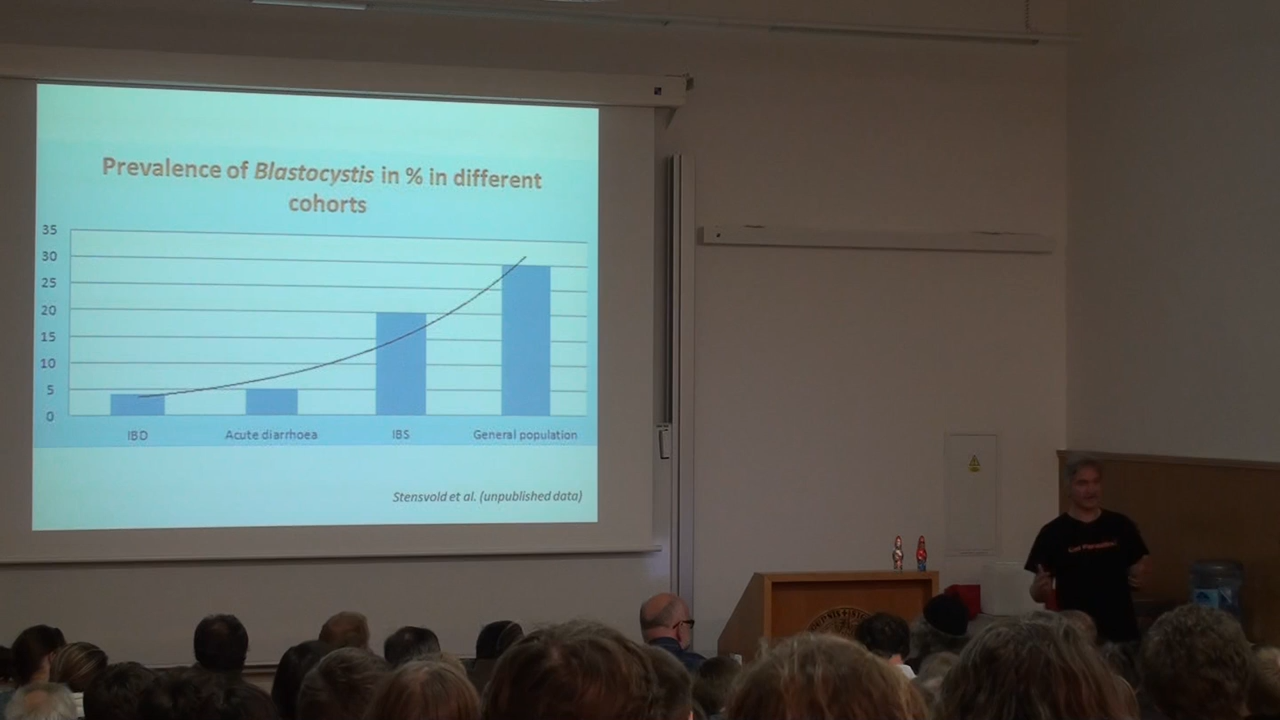 Prevalence of Blastocystis in % in different
cohorts
35
30
25
20
15
10
5
0
IBD Acute diarrhoea IBS General population
Stensvold et al. (unpublished data)